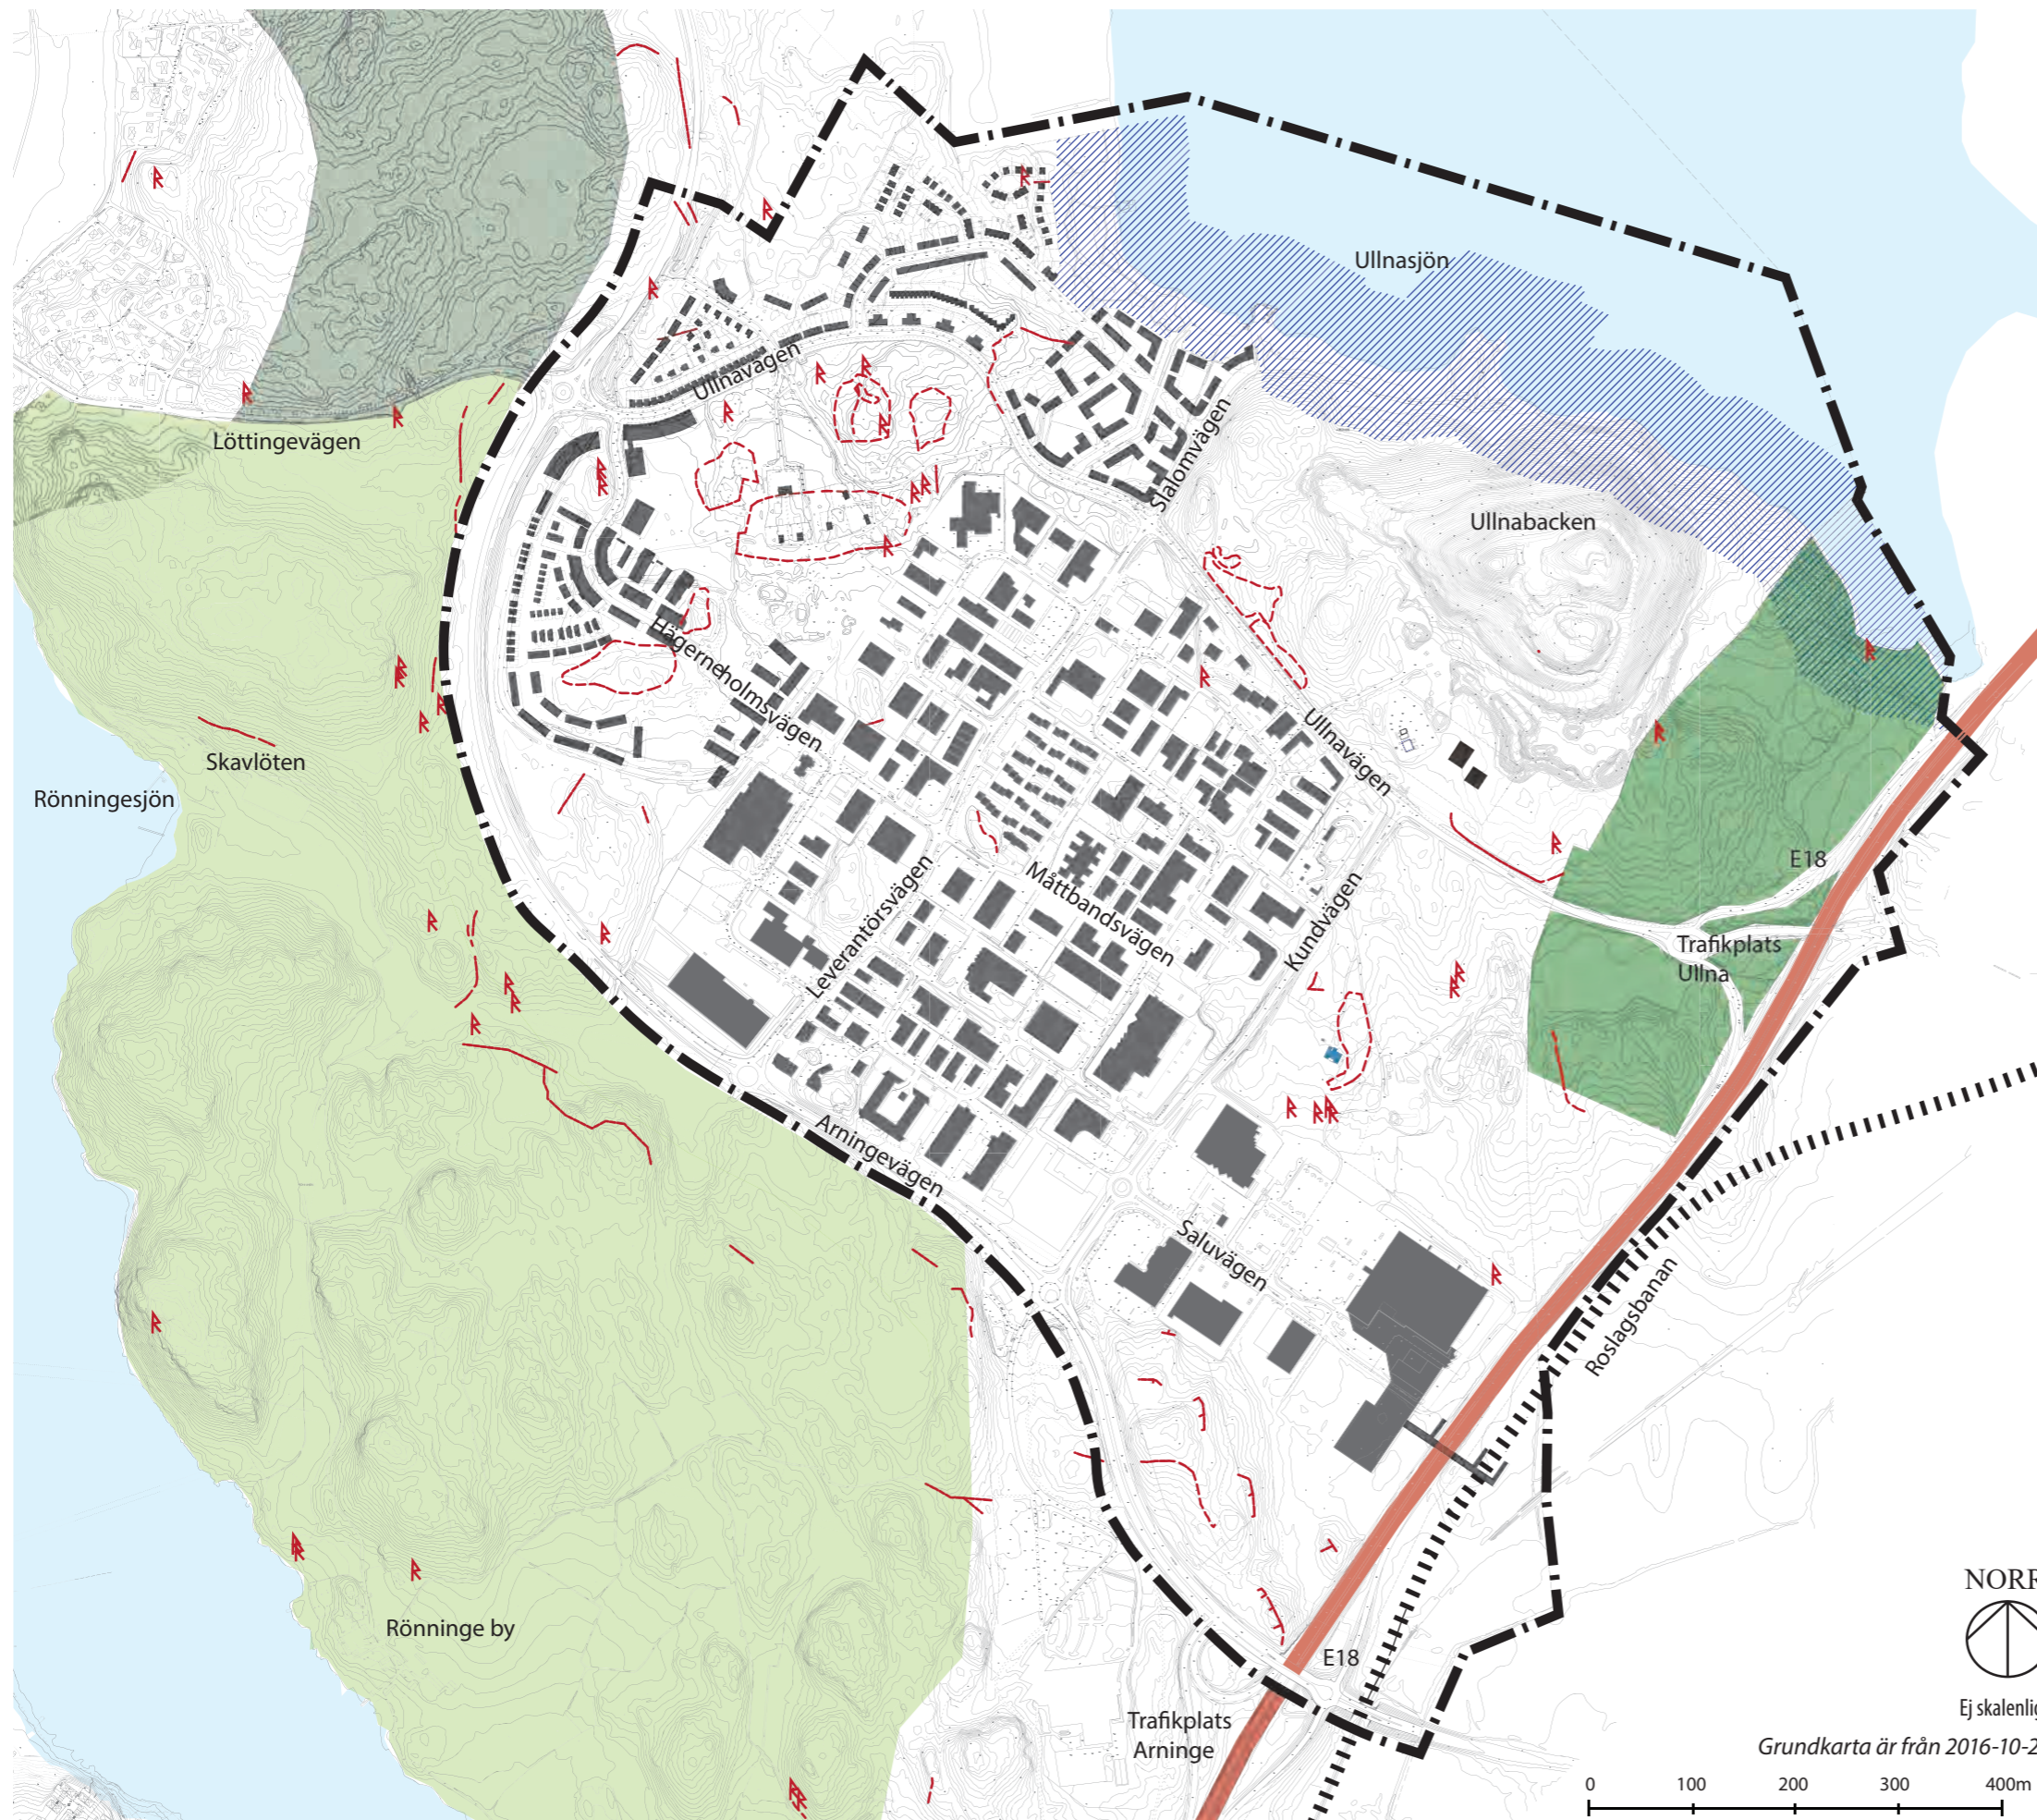 Ullnasjön
Ullnavägen
Löttingevägen
Slalomvägen
Ullnabacken
Hägerneholmsvägen
Ullnavägen
Skavlöten
Rönningesjön
E18
Måttbandsvägen
Leverantörsvägen
Kundvägen
Trafikplats
Ullna
Arningevägen
Saluvägen
Roslagsbanan
NORR
Rönninge by
E18
Ej skalenlig
Trafikplats
Arninge
Grundkarta är från 2016-10-2
0 100 200 300 400m